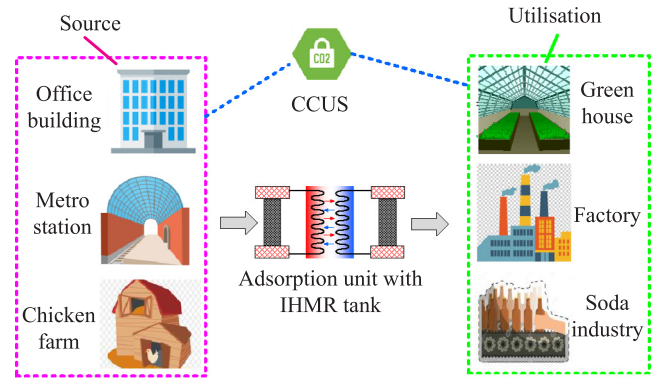 Source
Utilisation
CO2
CCUS
Office
building
Green
house
Metro
station
Factory
Adsorption unit with
IHMR tank
Chicken
farm
Soda
industry